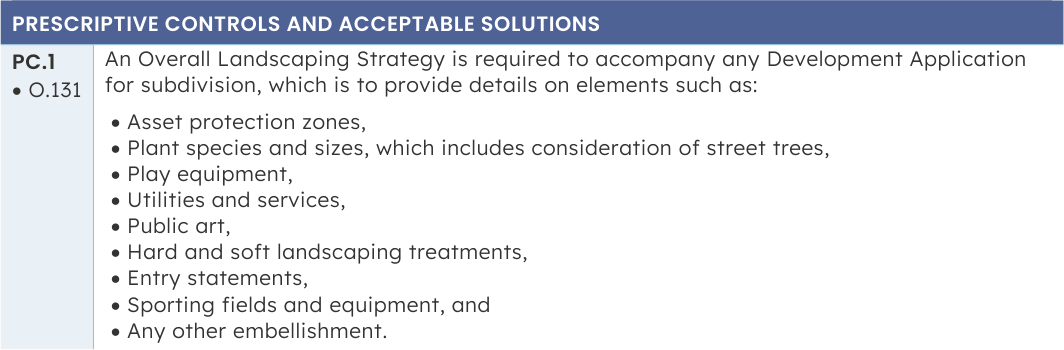 PRESCRIPTIVE CONTROLS AND ACCEPTABLE SOLUTIONS
PC.1
• O.131
An Overall Landscaping Strategy is required to accompany any Development Application
for subdivision, which is to provide details on elements such as:
• Asset protection zones,
• Plant species and sizes, which includes consideration of street trees,
• Play equipment,
• Utilities and services,
• Public art,
• Hard and soft landscaping treatments,
• Entry statements,
• Sporting fields and equipment, and
• Any other embellishment.